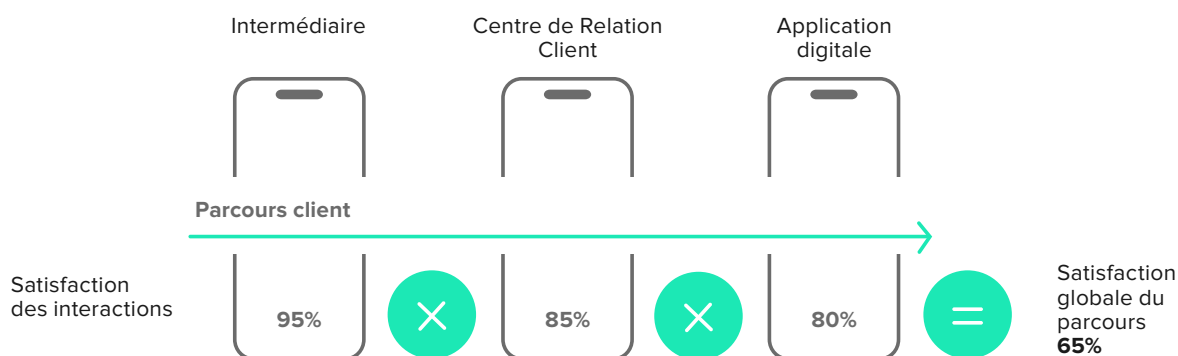 Intermédiaire
Centre de Relation
Client
Application
digitale
Parcours client
Satisfaction
des interactions
95%
×
85%
×
80%
=
Satisfaction
globale du
parcours
65%